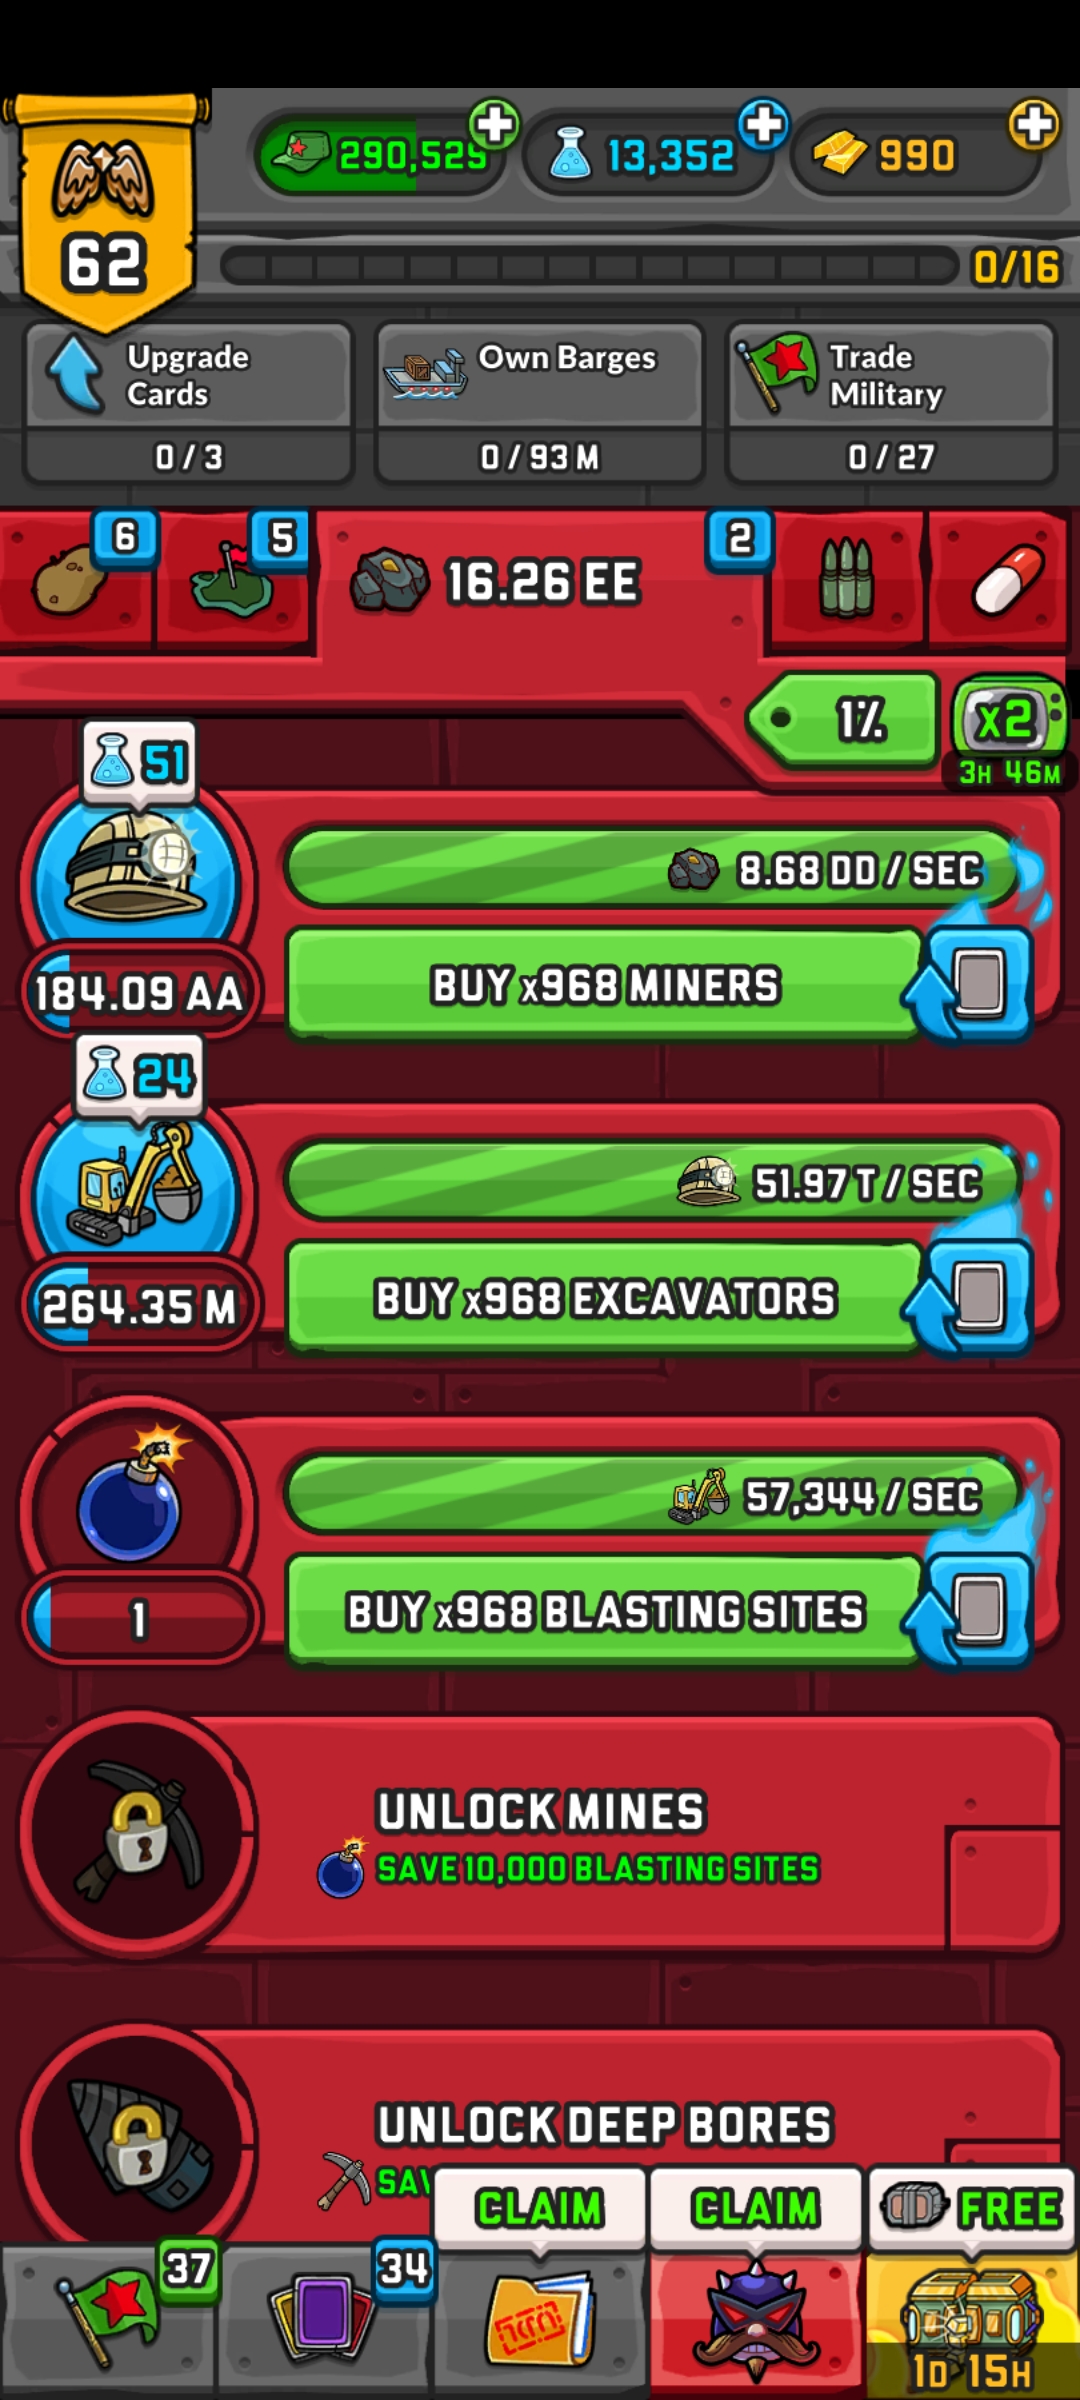 290,529
13,352
990
62
0/16
Upgrade
Cards
0 / 3
Own Barges
0 / 93 M
Trade
Military
0 / 27
6
5
16.26 EE
2
1%
x2
3H 46M
51
8.68 DD / SEC
184.09 AA
BUY x968 MINERS
24
51.97 T / SEC
264.35 M
BUY x968 EXCAVATORS
57,344 / SEC
1
BUY x968 BLASTING SITES
UNLOCK MINES
SAVE 10,000 BLASTING SITES
UNLOCK DEEP BORES
CLAIM
CLAIM
FREE
37
34
1D 15H